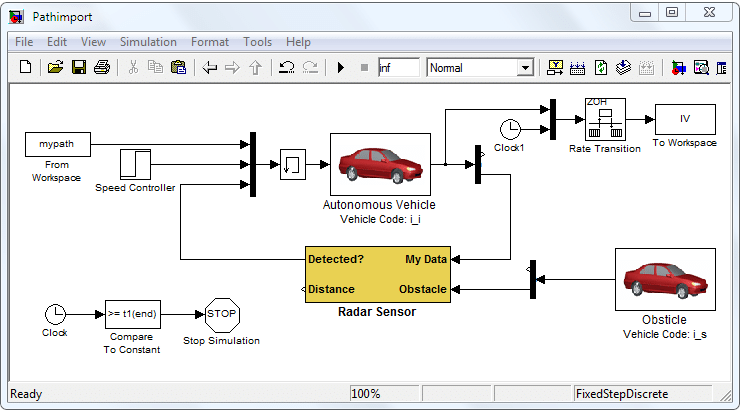 Pathimport
File Edit View Simulation Format Tools Help
inf Normal
mypath
From
Workspace
Speed Controller
Autonomous Vehicle
Vehicle Code: i_i
Clock1
ZOH
Rate Transition
IV
To Workspace
Detected? My Data
Distance Obstacle
Radar Sensor
Obsticle
Vehicle Code: i_s
Clock
>= t1(end)
Compare
To Constant
STOP
Stop Simulation
Ready 100% FixedStepDiscrete